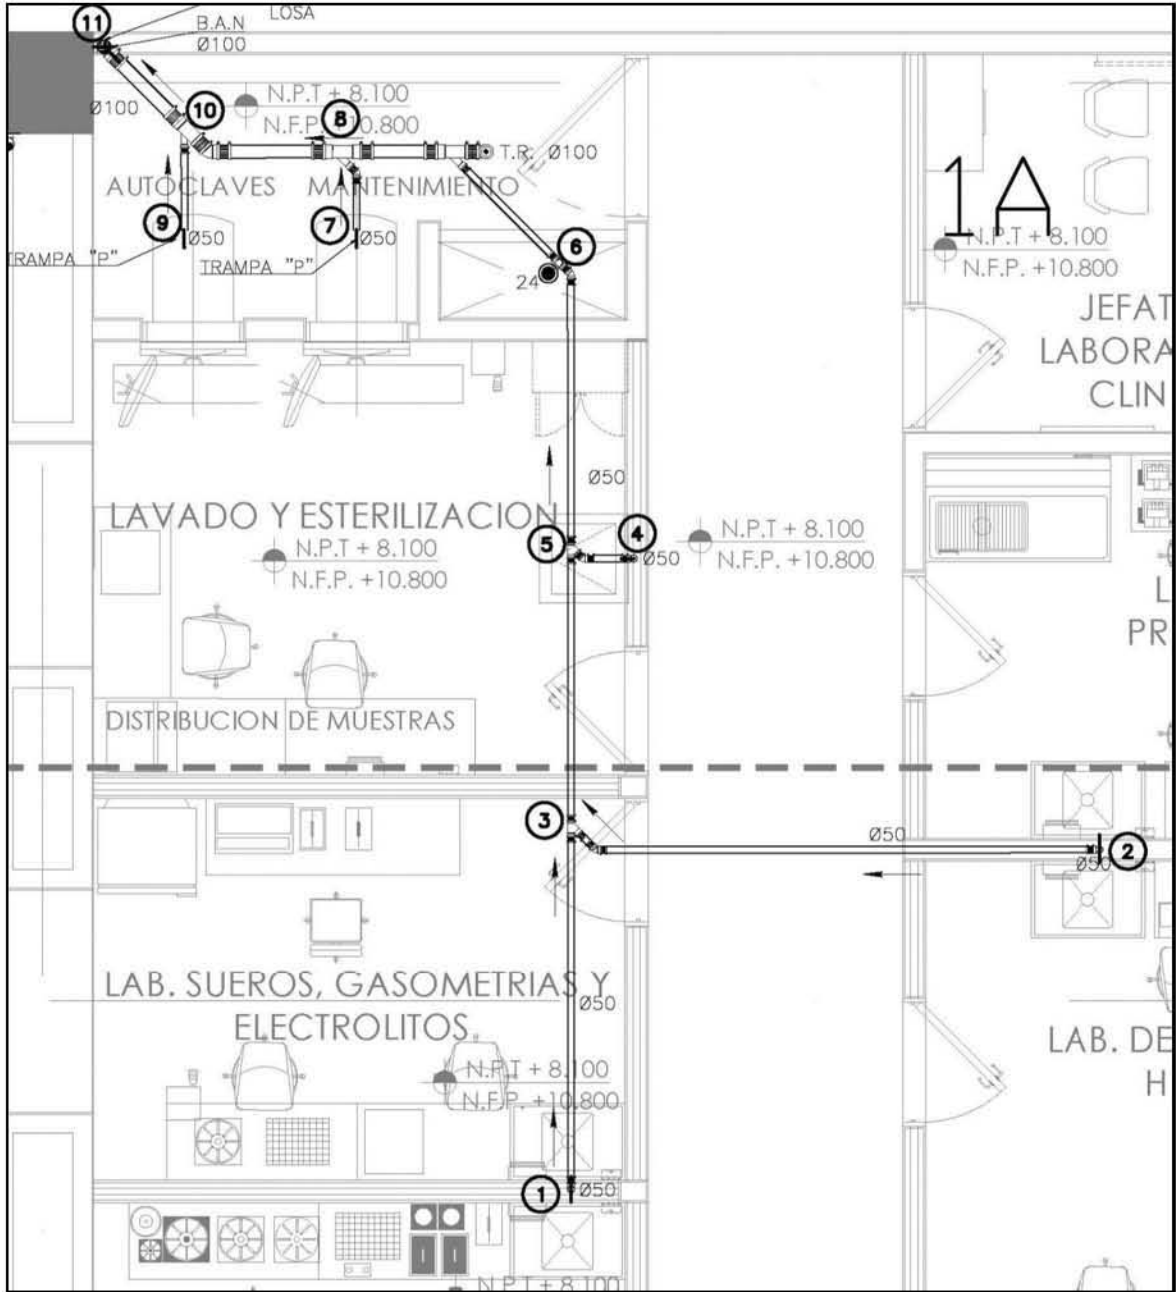 LOSA
11
B.A.N
Ø100
Ø100
10
N.P.T + 8.100
8
N.F.P. +10.800
T.R. Ø100
AUTOCLAVES
MANTENIMIENTO
1A
9
Ø50
7
Ø50
6
N.P.T + 8.100
N.F.P. +10.800
TRAMPA "P"
TRAMPA "P"
24
JEFAT
LABORA
CLIN
Ø50
LAVADO Y ESTERILIZACION
5
4
Ø50
N.P.T + 8.100
N.F.P. +10.800
N.P.T + 8.100
N.F.P. +10.800
L
PR
DISTRIBUCION DE MUESTRAS
3
Ø50
2
Ø50
LAB. SUEROS, GASOMETRIAS Y
ELECTROLITOS
Ø50
LAB. DE
H
N.P.T + 8.100
N.F.P. +10.800
1
Ø50
N.P.T + 8.100